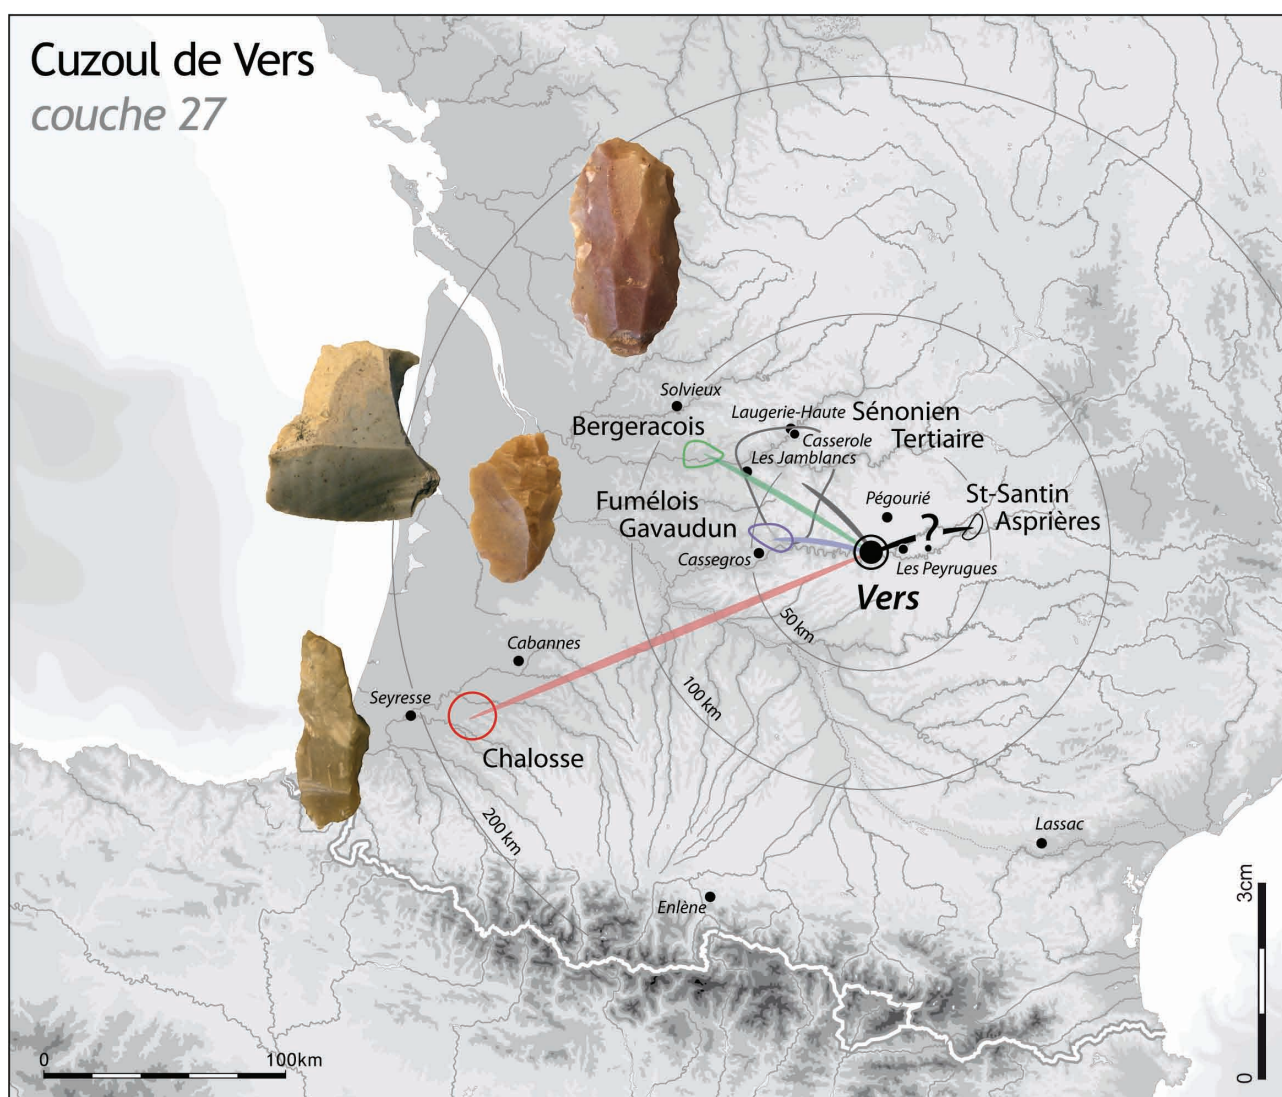 Cuzoul de Vers
couche 27
Solvieux
Bergeracois
Laugerie-Haute
Casserole
Les Jamblancs
Sénonien
Tertiaire
Fumélois
Gavaudun
Cassegros
Pégourié
St-Santin
Asprières
?
Les Peyrugues
Vers
50 km
100 km
200 km
Cabannes
Seyresse
Chalosse
Lassac
Enlène
0 100km
0 3cm